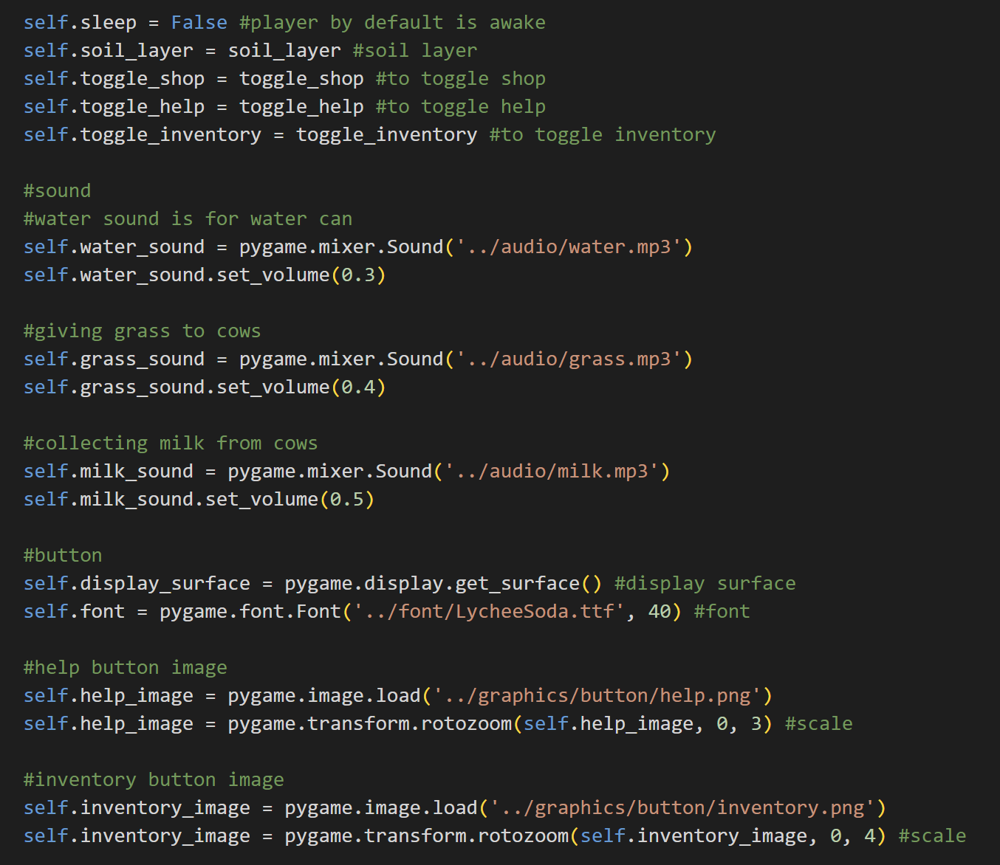 self.sleep = False #player by default is awake
self.soil_layer = soil_layer #soil layer
self.toggle_shop = toggle_shop #to toggle shop
self.toggle_help = toggle_help #to toggle help
self.toggle_inventory = toggle_inventory #to toggle inventory
#sound
#water sound is for water can
self.water_sound = pygame.mixer.Sound('../audio/water.mp3')
self.water_sound.set_volume(0.3)
#giving grass to cows
self.grass_sound = pygame.mixer.Sound('../audio/grass.mp3')
self.grass_sound.set_volume(0.4)
#collecting milk from cows
self.milk_sound = pygame.mixer.Sound('../audio/milk.mp3')
self.milk_sound.set_volume(0.5)
#button
self.display_surface = pygame.display.get_surface() #display surface
self.font = pygame.font.Font('../font/LycheeSoda.ttf', 40) #font
#help button image
self.help_image = pygame.image.load('../graphics/button/help.png')
self.help_image = pygame.transform.rotozoom(self.help_image, 0, 3) #scale
#inventory button image
self.inventory_image = pygame.image.load('../graphics/button/inventory.png')
self.inventory_image = pygame.transform.rotozoom(self.inventory_image, 0, 4) #scale